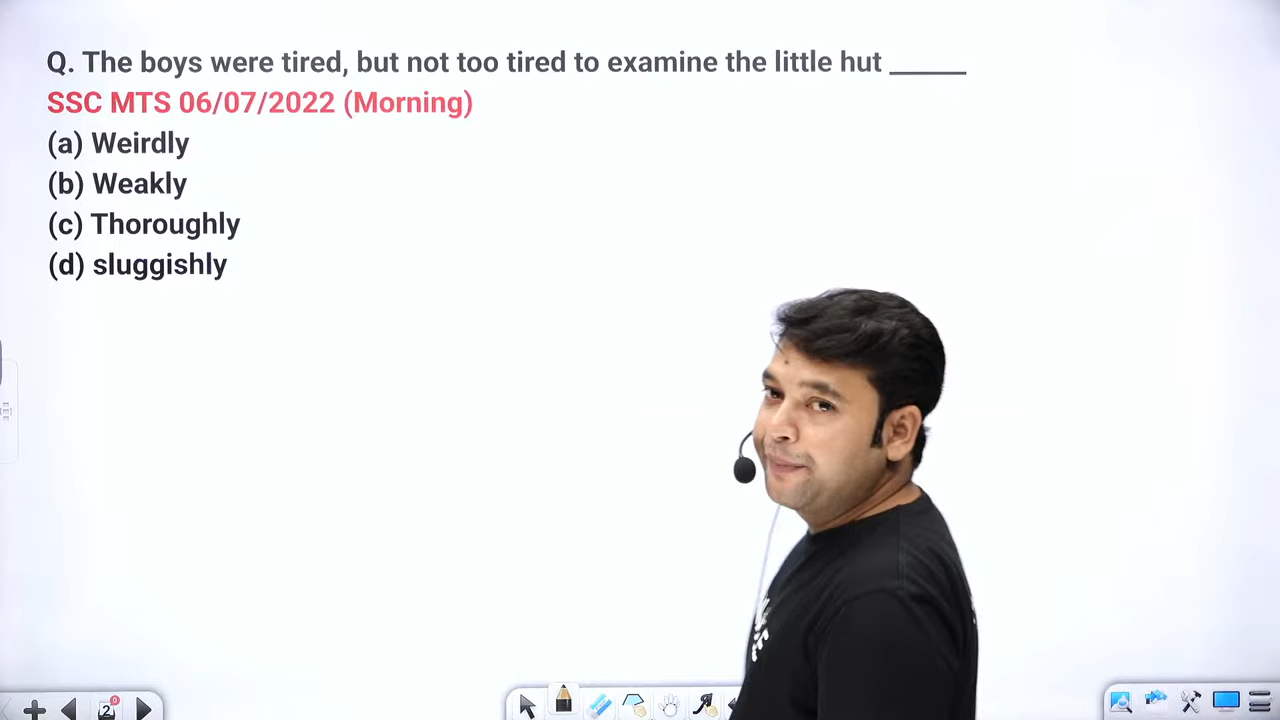 Q. The boys were tired, but not too tired to examine the little hut ______
SSC MTS 06/07/2022 (Morning)
(a) Weirdly
(b) Weakly
(c) Thoroughly
(d) sluggishly
2